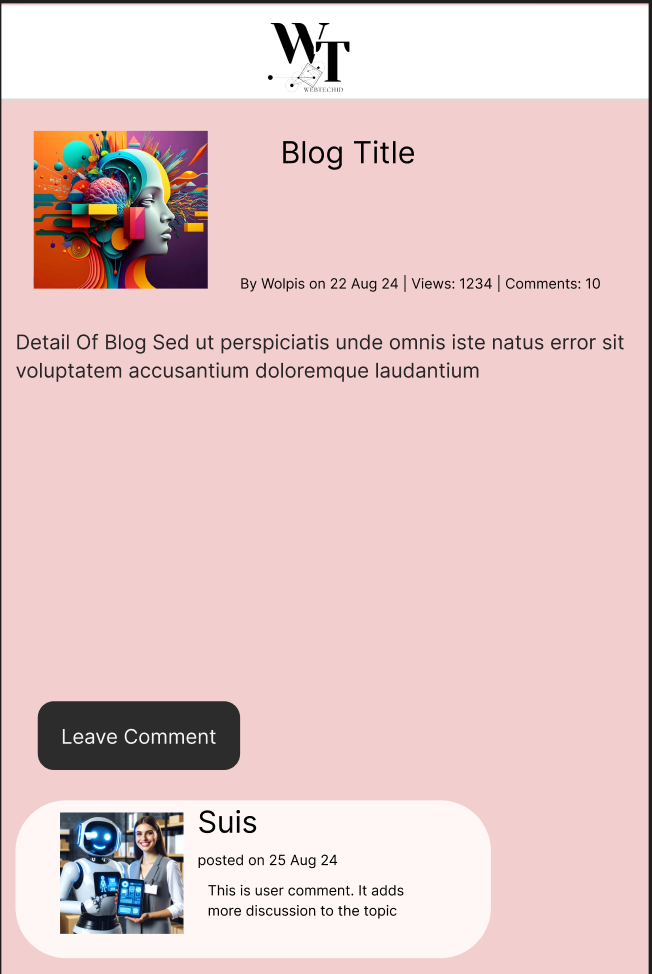 WT
WEBTECHID
Blog Title
By Wolpis on 22 Aug 24 | Views: 1234 | Comments: 10
Detail Of Blog Sed ut perspiciatis unde omnis iste natus error sit
voluptatem accusantium doloremque laudantium
Leave Comment
Suis
posted on 25 Aug 24
This is user comment. It adds
more discussion to the topic